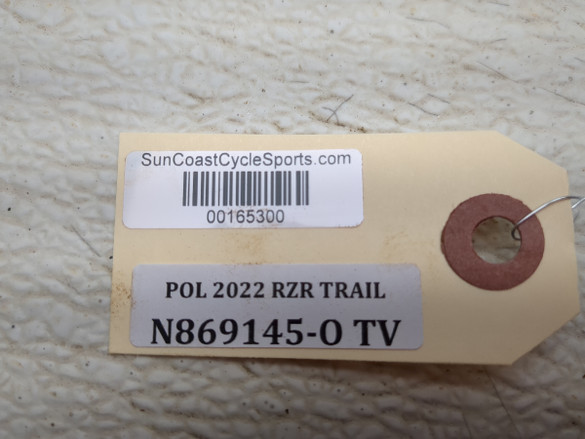 SunCoastCycleSports.com
00165300
POL 2022 RZR TRAIL
N869145-O TV